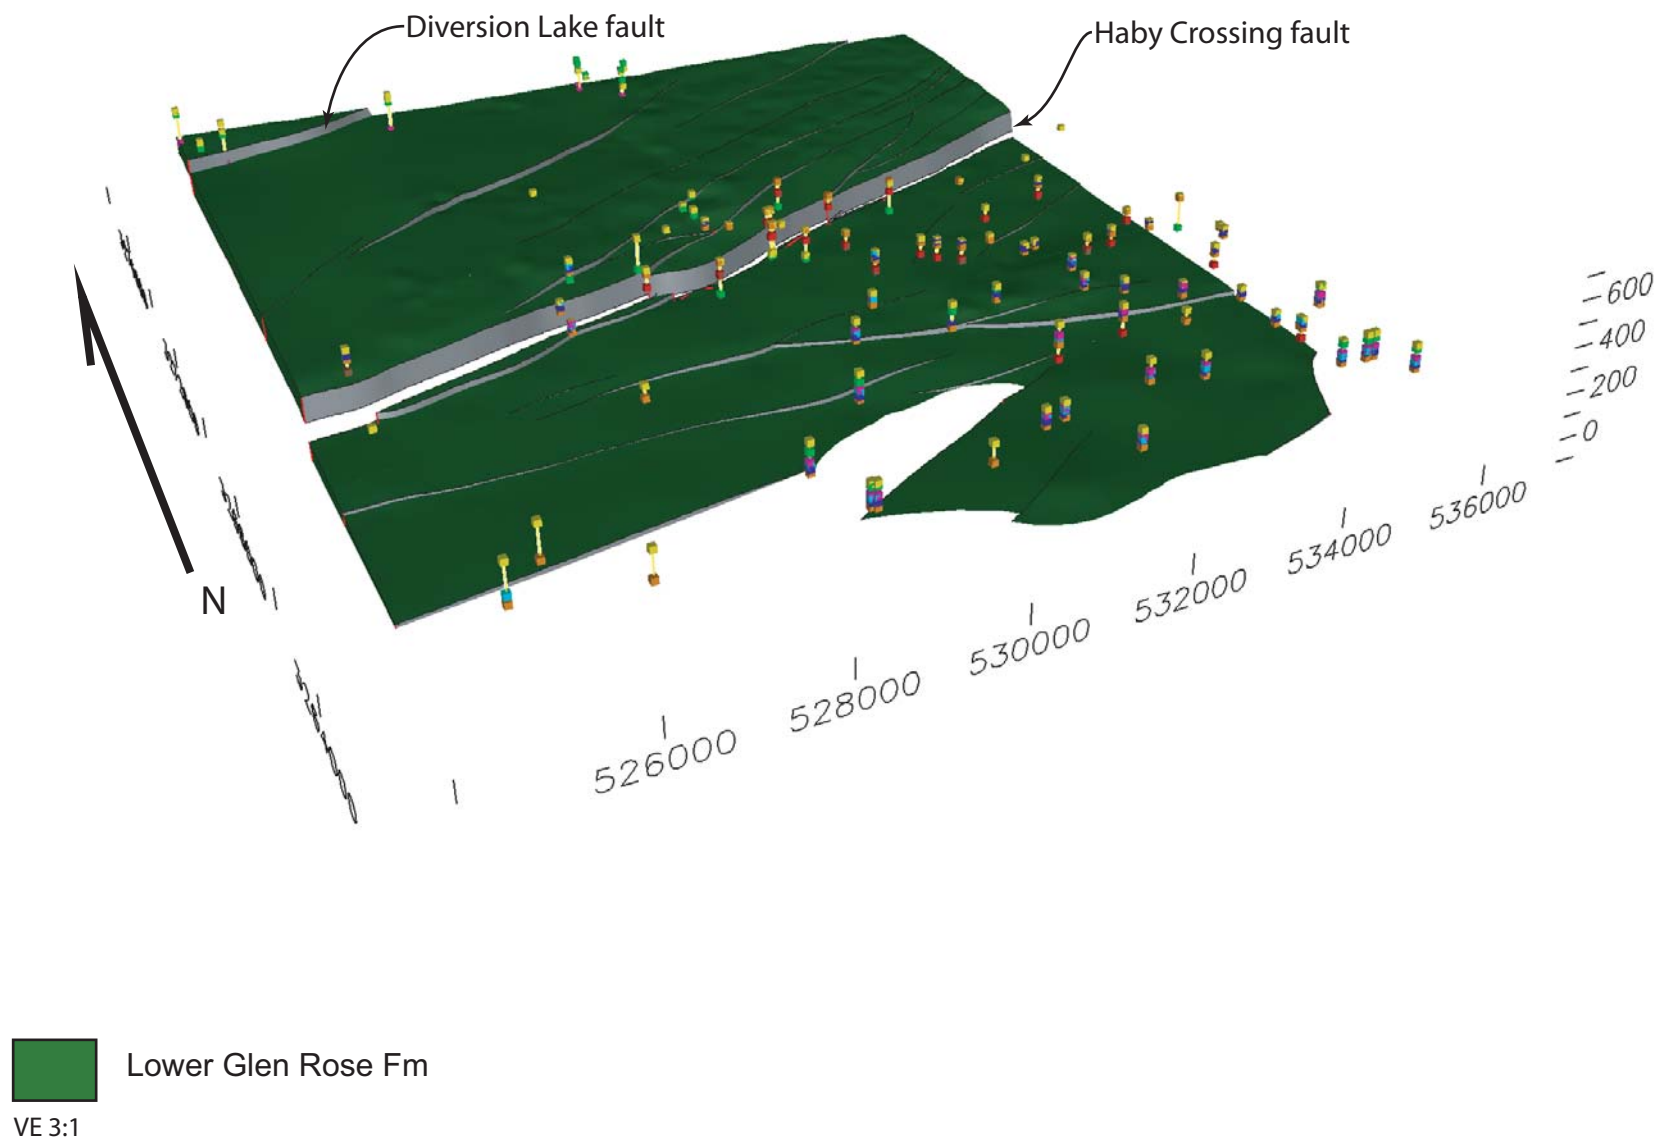 Diversion Lake fault
Haby Crossing fault
600
400
200
0
N
536000
534000
532000
530000
528000
526000
Lower Glen Rose Fm
VE 3:1